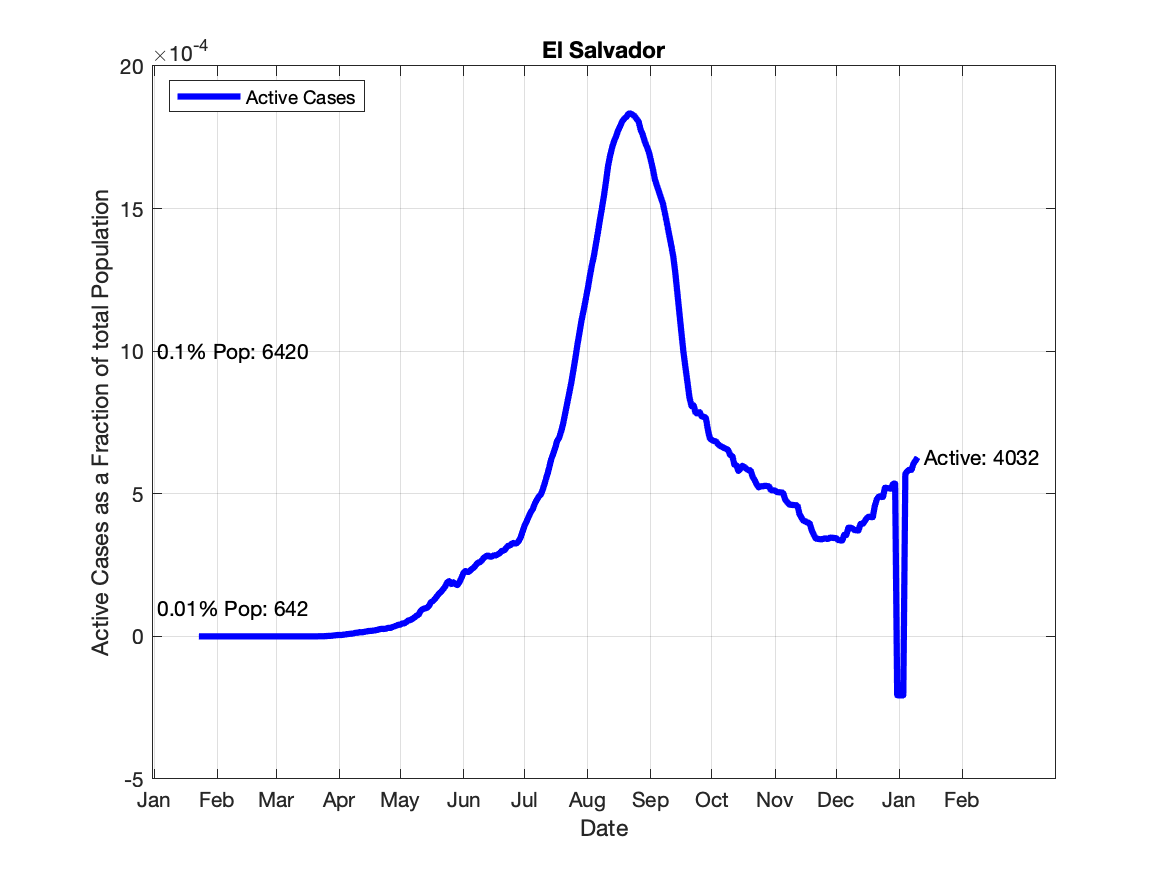 El Salvador
×10-4
Active Cases
20
15
10
5
0
-5
0.1% Pop: 6420
0.01% Pop: 642
Active: 4032
Active Cases as a Fraction of total Population
Jan Feb Mar Apr May Jun Jul Aug Sep Oct Nov Dec Jan Feb
Date